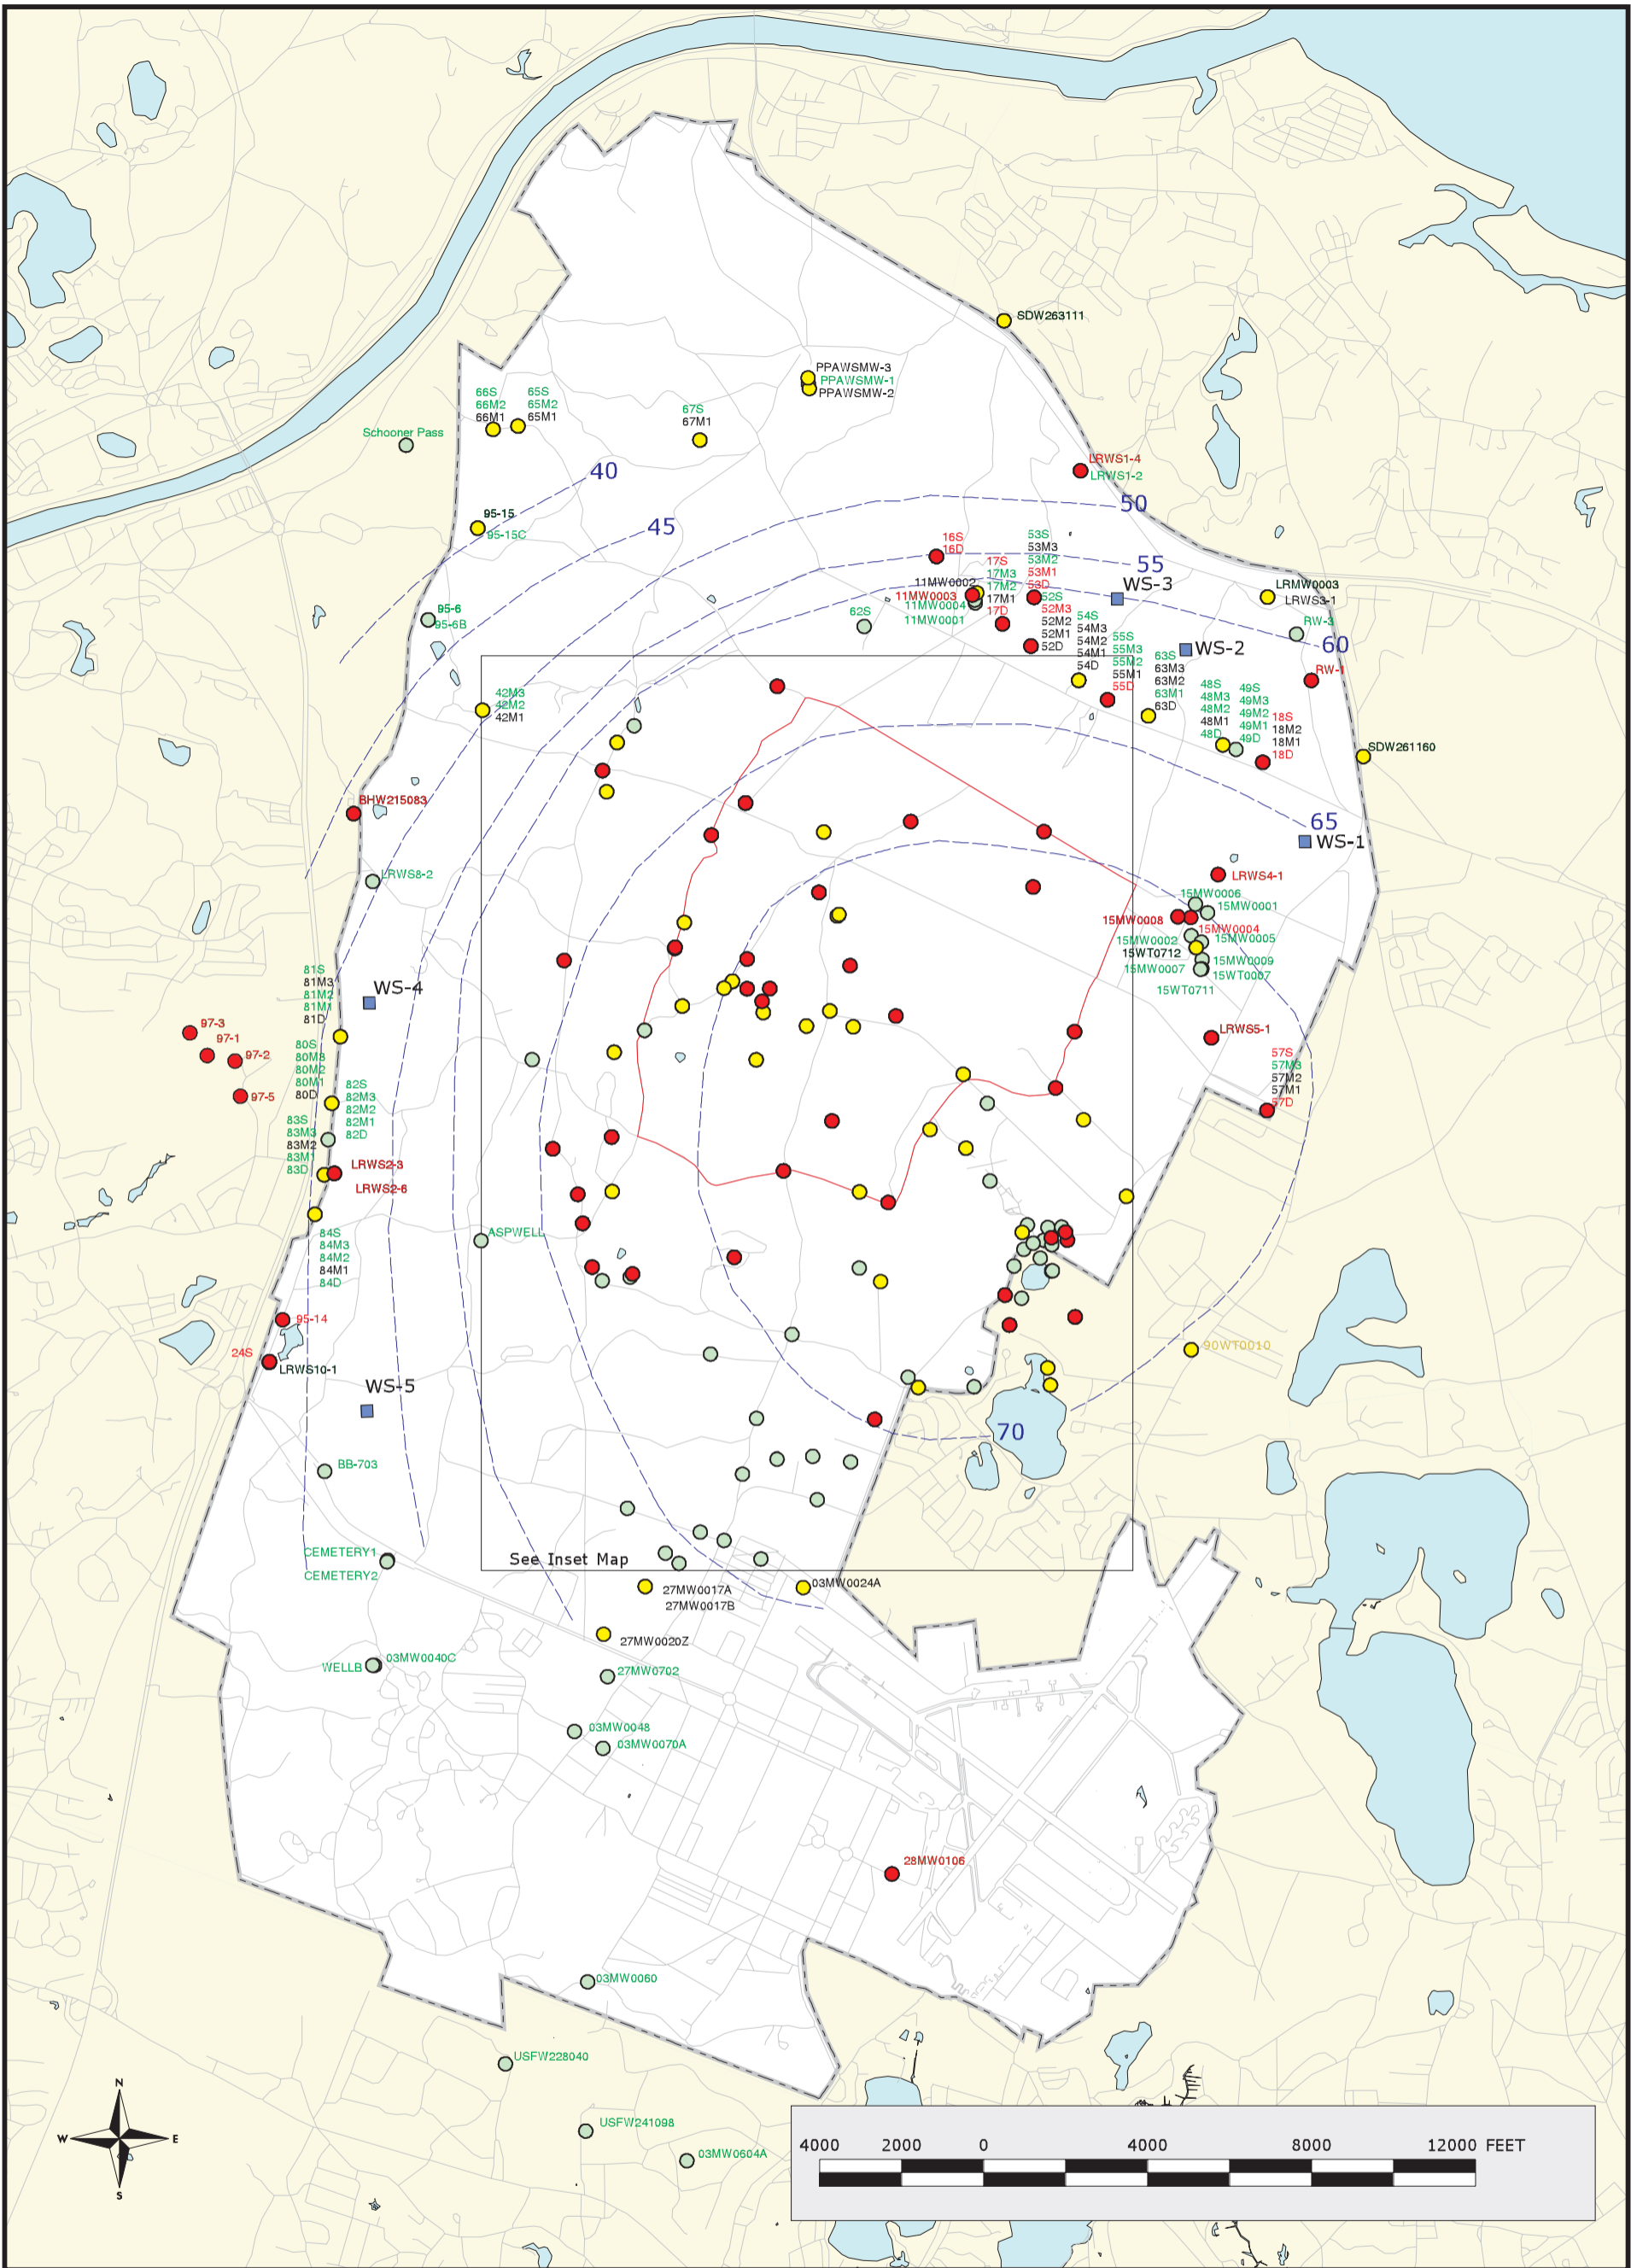 SDW263111
PPAWSMW-3
PPAWSMW-1
PPAWSMW-2
66S
66M2
66M1
65S
65M2
65M1
67S
67M1
Schooner Pass
40
LRWS1-4
LRWS1-2
50
95-15
95-15C
45
16S
16D
53S
53M3
53M2
53M1
53D
55
WS-3
17S
17M3
17M2
17M1
17D
11MW0002
11MW0003
11MW0004
11MW0001
LRMW0003
LRWS3-1
95-6
95-6B
62S
52S
52M3
52M2
52M1
52D
54S
54M3
54M2
54M1
54D
55S
55M3
55M2
55M1
55D
RW-3
60
WS-2
63S
63M3
63M2
63M1
63D
RW-1
48S
48M3
48M2
48M1
48D
49S
49M3
49M2
49M1
49D
18S
18M2
18M1
18D
42M3
42M2
42M1
SDW261160
BHW215083
65
WS-1
LRWS8-2
LRWS4-1
15MW0006
15MW0001
15MW0008
15MW0004
15MW0002
15MW0005
15WT0712
15MW0009
15MW0007
15WT0007
15WT0711
81S
81M3
81M2
81M1
81D
WS-4
97-3
97-1
97-2
97-5
LRWS5-1
80S
80M3
80M2
80M1
80D
57S
57M3
57M2
57M1
57D
82S
82M3
82M2
82M1
82D
83S
83M3
83M2
83M1
83D
LRWS2-3
LRWS2-6
84S
84M3
84M2
84M1
84D
ASPWELL
95-14
24S
LRWS10-1
90WT0010
WS-5
70
BB-703
CEMETERY1
CEMETERY2
See Inset Map
27MW0017A
27MW0017B
03MW0024A
27MW0020Z
WELLB
03MW0040C
27MW0702
03MW0048
03MW0070A
28MW0106
03MW0060
USFW228040
USFW241098
03MW0604A
N
W
E
S
4000 2000 0 4000 8000 12000 FEET